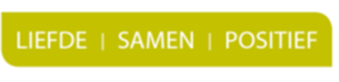 LIEFDE | SAMEN | POSITIEF